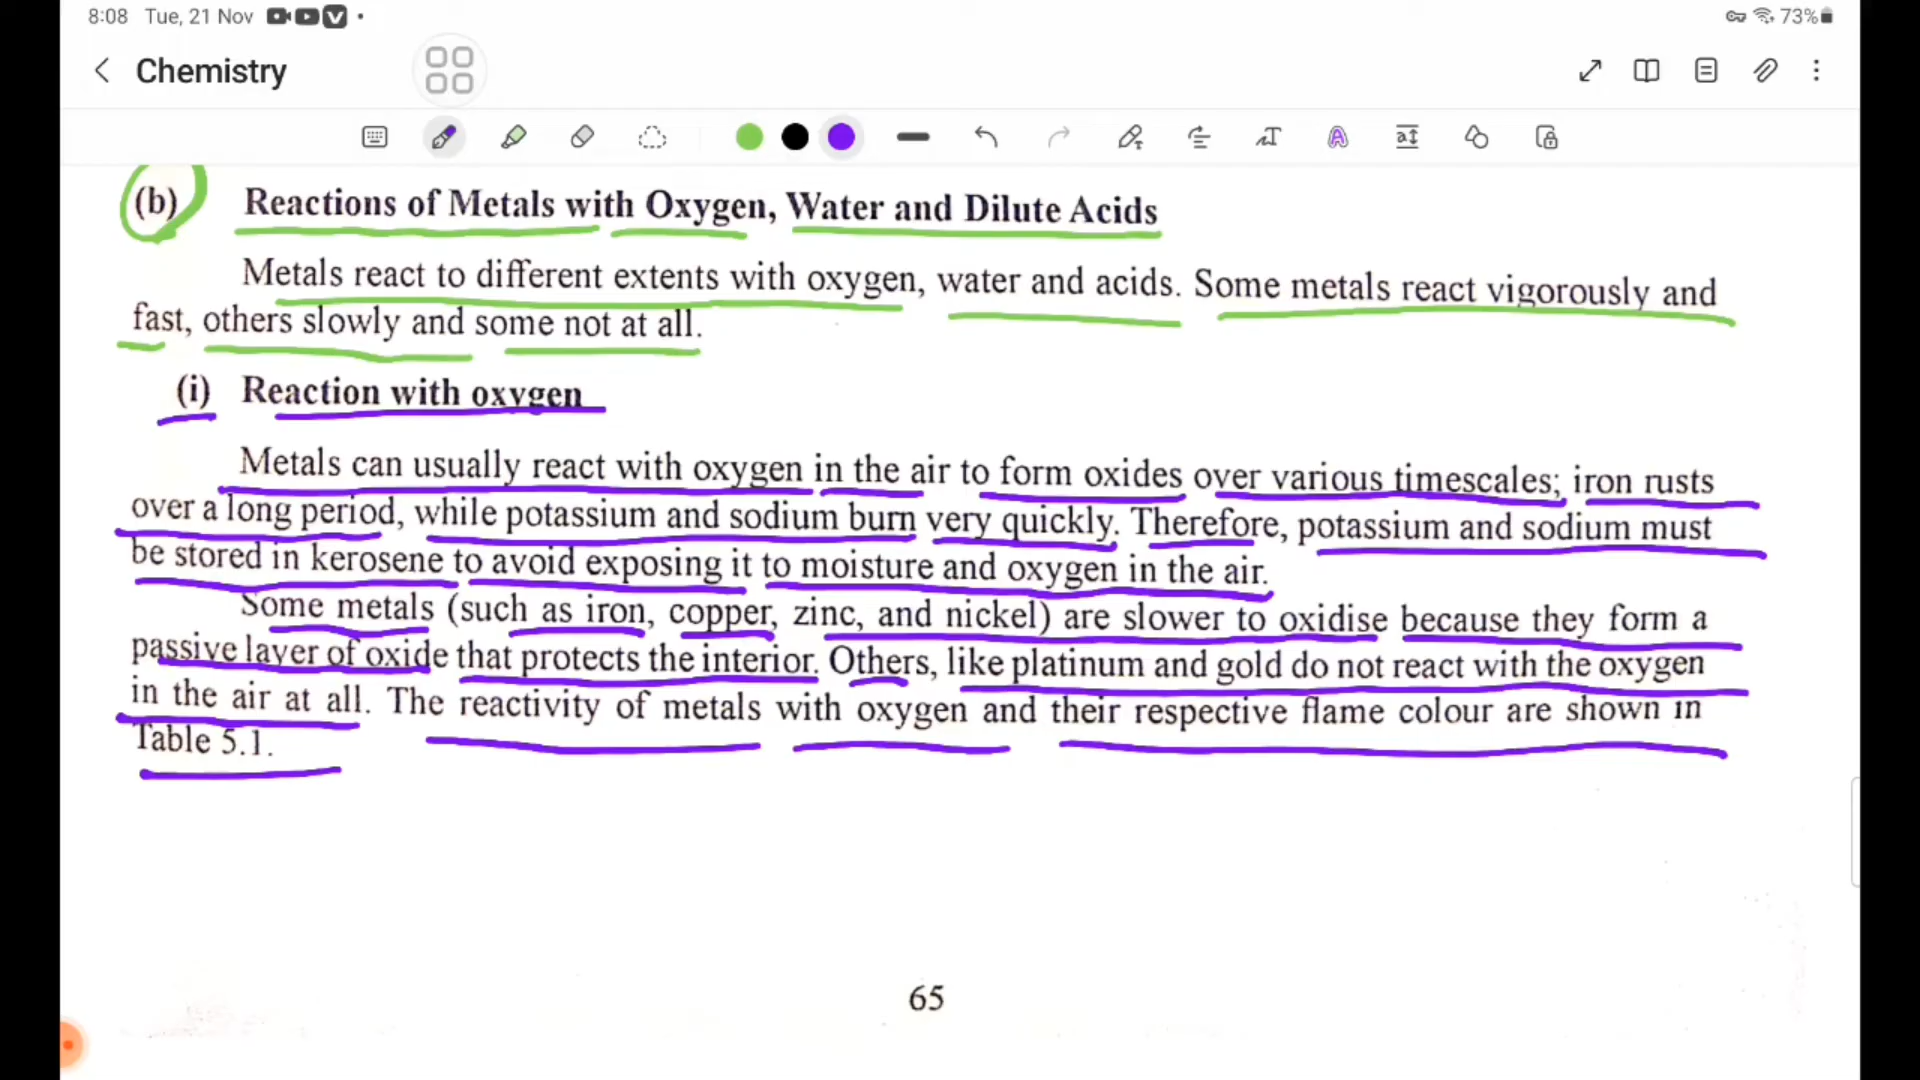 8:08 Tue, 21 Nov
73%
Chemistry
(b) Reactions of Metals with Oxygen, Water and Dilute Acids
Metals react to different extents with oxygen, water and acids. Some metals react vigorously and
fast, others slowly and some not at all.
(i) Reaction with oxygen
Metals can usually react with oxygen in the air to form oxides over various timescales; iron rusts
over a long period, while potassium and sodium burn very quickly. Therefore, potassium and sodium must
be stored in kerosene to avoid exposing it to moisture and oxygen in the air.
Some metals (such as iron, copper, zinc, and nickel) are slower to oxidise because they form a
passive layer of oxide that protects the interior. Others, like platinum and gold do not react with the oxygen
in the air at all. The reactivity of metals with oxygen and their respective flame colour are shown in
Table 5.1.
65